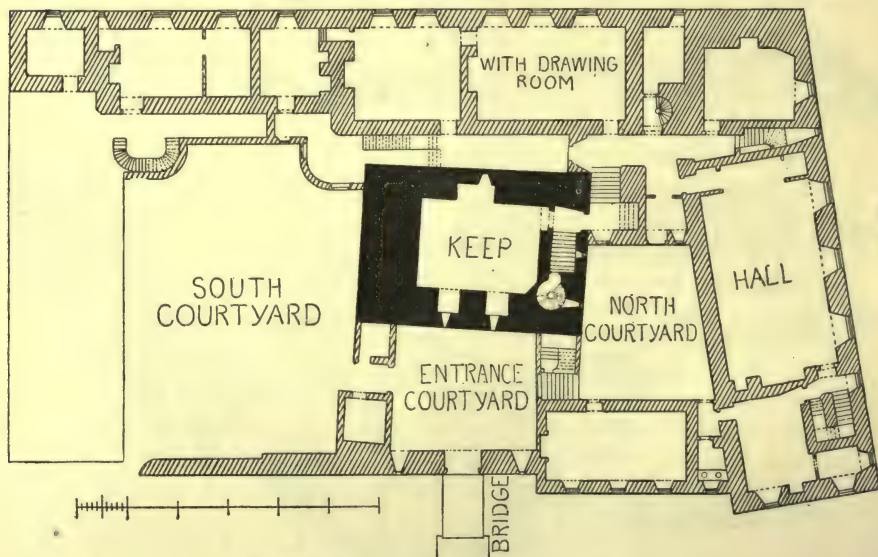 WITH DRAWING
ROOM
KEEP
SOUTH
COURTYARD
HALL
NORTH
COURTYARD
ENTRANCE
COURTYARD
BRIDGE